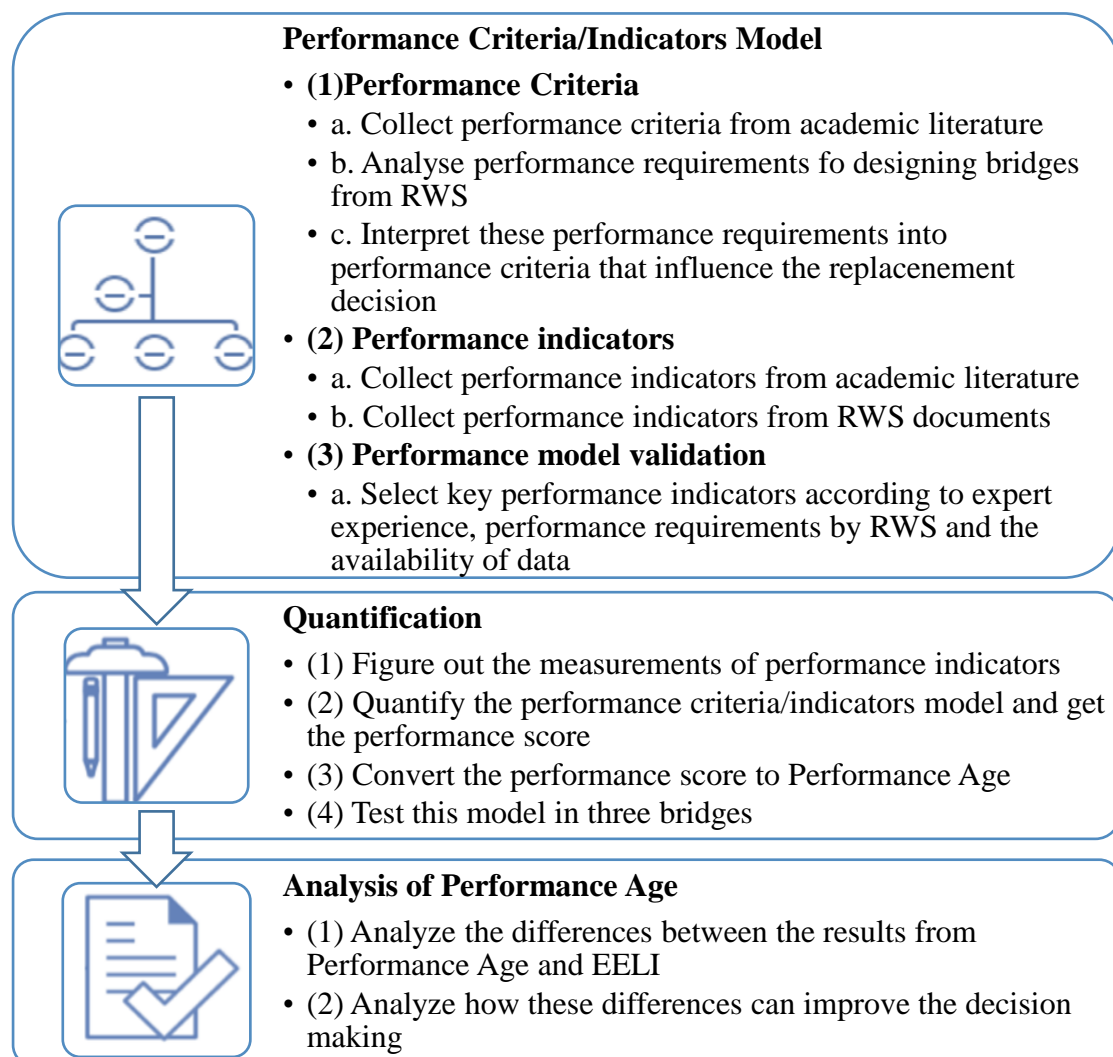 Performance Criteria/Indicators Model
• (1)Performance Criteria
• a. Collect performance criteria from academic literature
• b. Analyse performance requirements fo designing bridges
from RWS
• c. Interpret these performance requirements into
performance criteria that influence the replacenement
decision
• (2) Performance indicators
• a. Collect performance indicators from academic literature
• b. Collect performance indicators from RWS documents
• (3) Performance model validation
• a. Select key performance indicators according to expert
experience, performance requirements by RWS and the
availability of data
Quantification
• (1) Figure out the measurements of performance indicators
• (2) Quantify the performance criteria/indicators model and get
the performance score
• (3) Convert the performance score to Performance Age
• (4) Test this model in three bridges
Analysis of Performance Age
• (1) Analyze the differences between the results from
Performance Age and EELI
• (2) Analyze how these differences can improve the decision
making